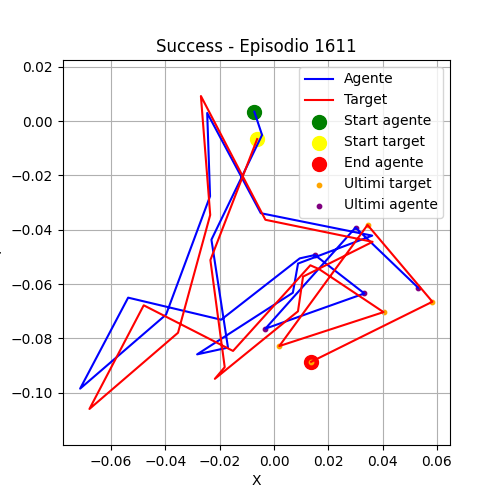 Success - Episodio 1611
Agente
Target
Start agente
Start target
End agente
Ultimi target
Ultimi agente
0.02
0.00
−0.02
−0.04
−0.06
−0.08
−0.10
−0.06 −0.04 −0.02 0.00 0.02 0.04 0.06
X